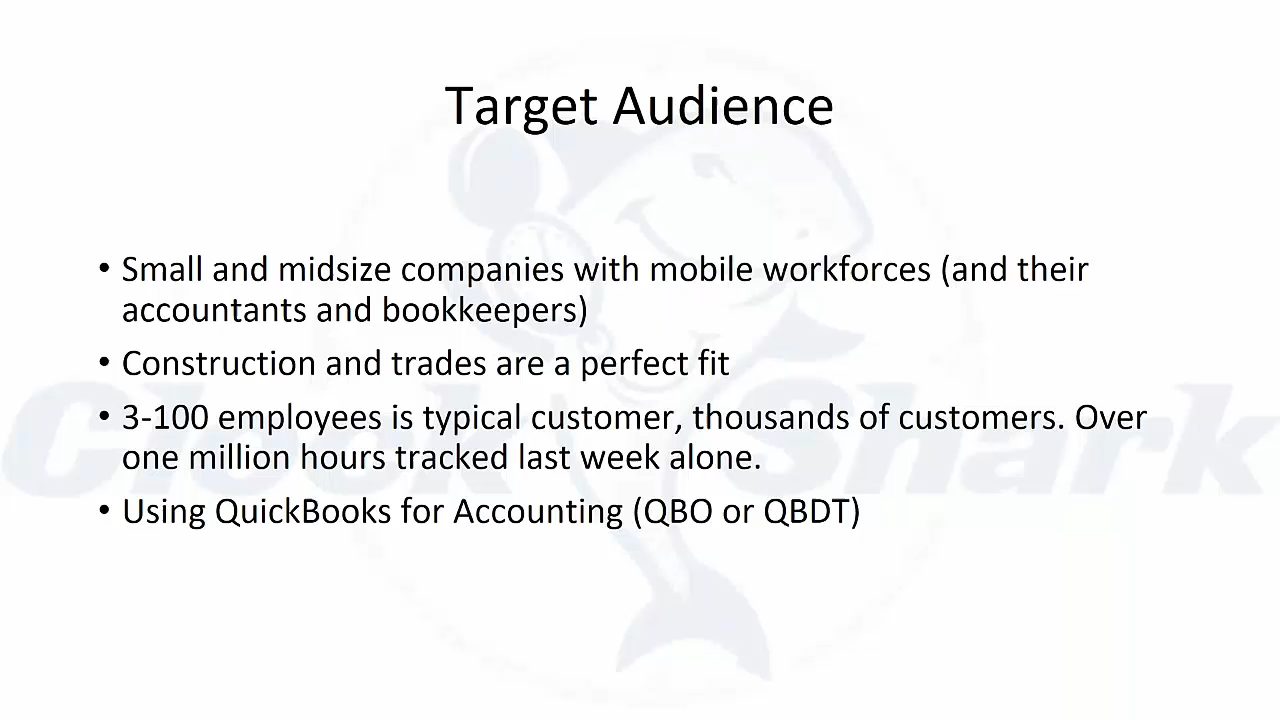 Target Audience
• Small and midsize companies with mobile workforces (and their
accountants and bookkeepers)
• Construction and trades are a perfect fit
• 3-100 employees is typical customer, thousands of customers. Over
one million hours tracked last week alone.
• Using QuickBooks for Accounting (QBO or QBDT)
Clock Shark